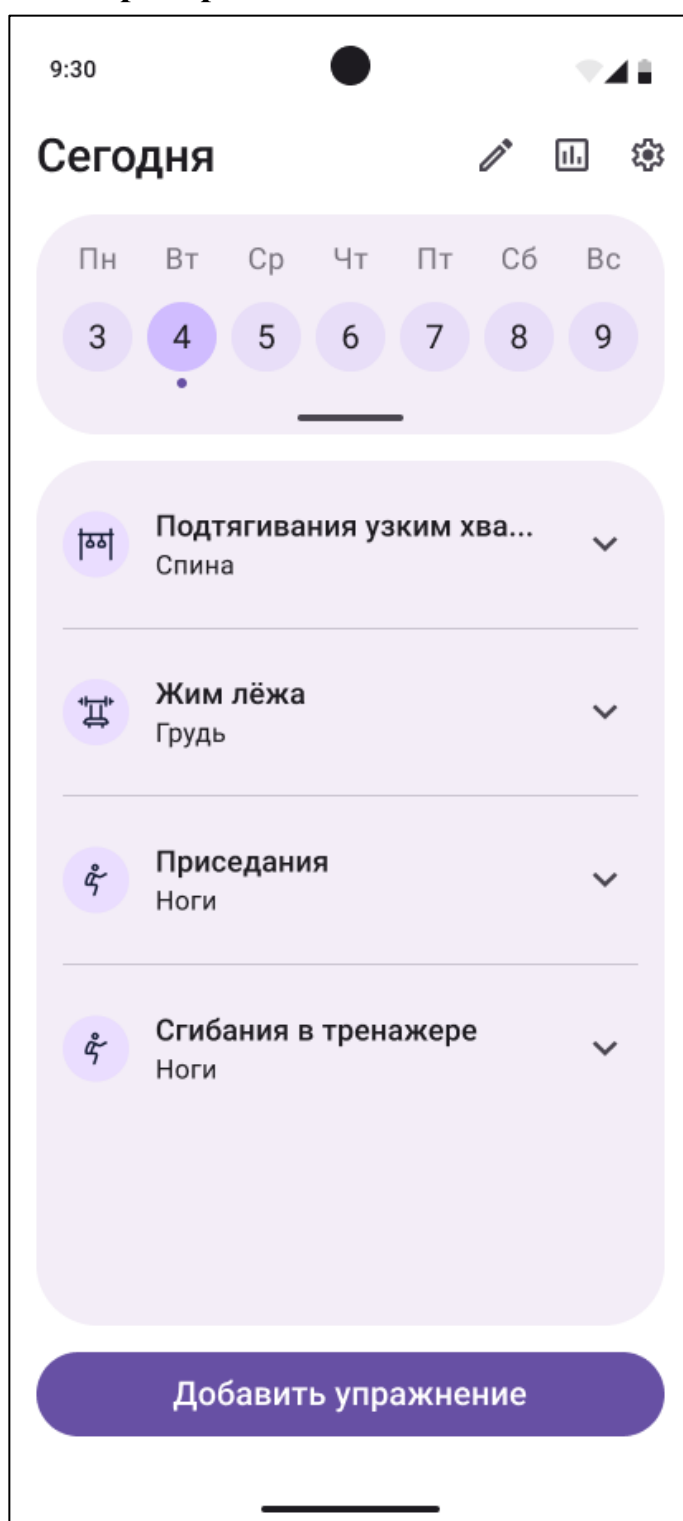 9:30
Сегодня
Пн Вт Ср Чт Пт Сб Вс
3 4 5 6 7 8 9
Подтягивания узким хва...
Спина
Жим лёжа
Грудь
Приседания
Ноги
Сгибания в тренажере
Ноги
Добавить упражнение